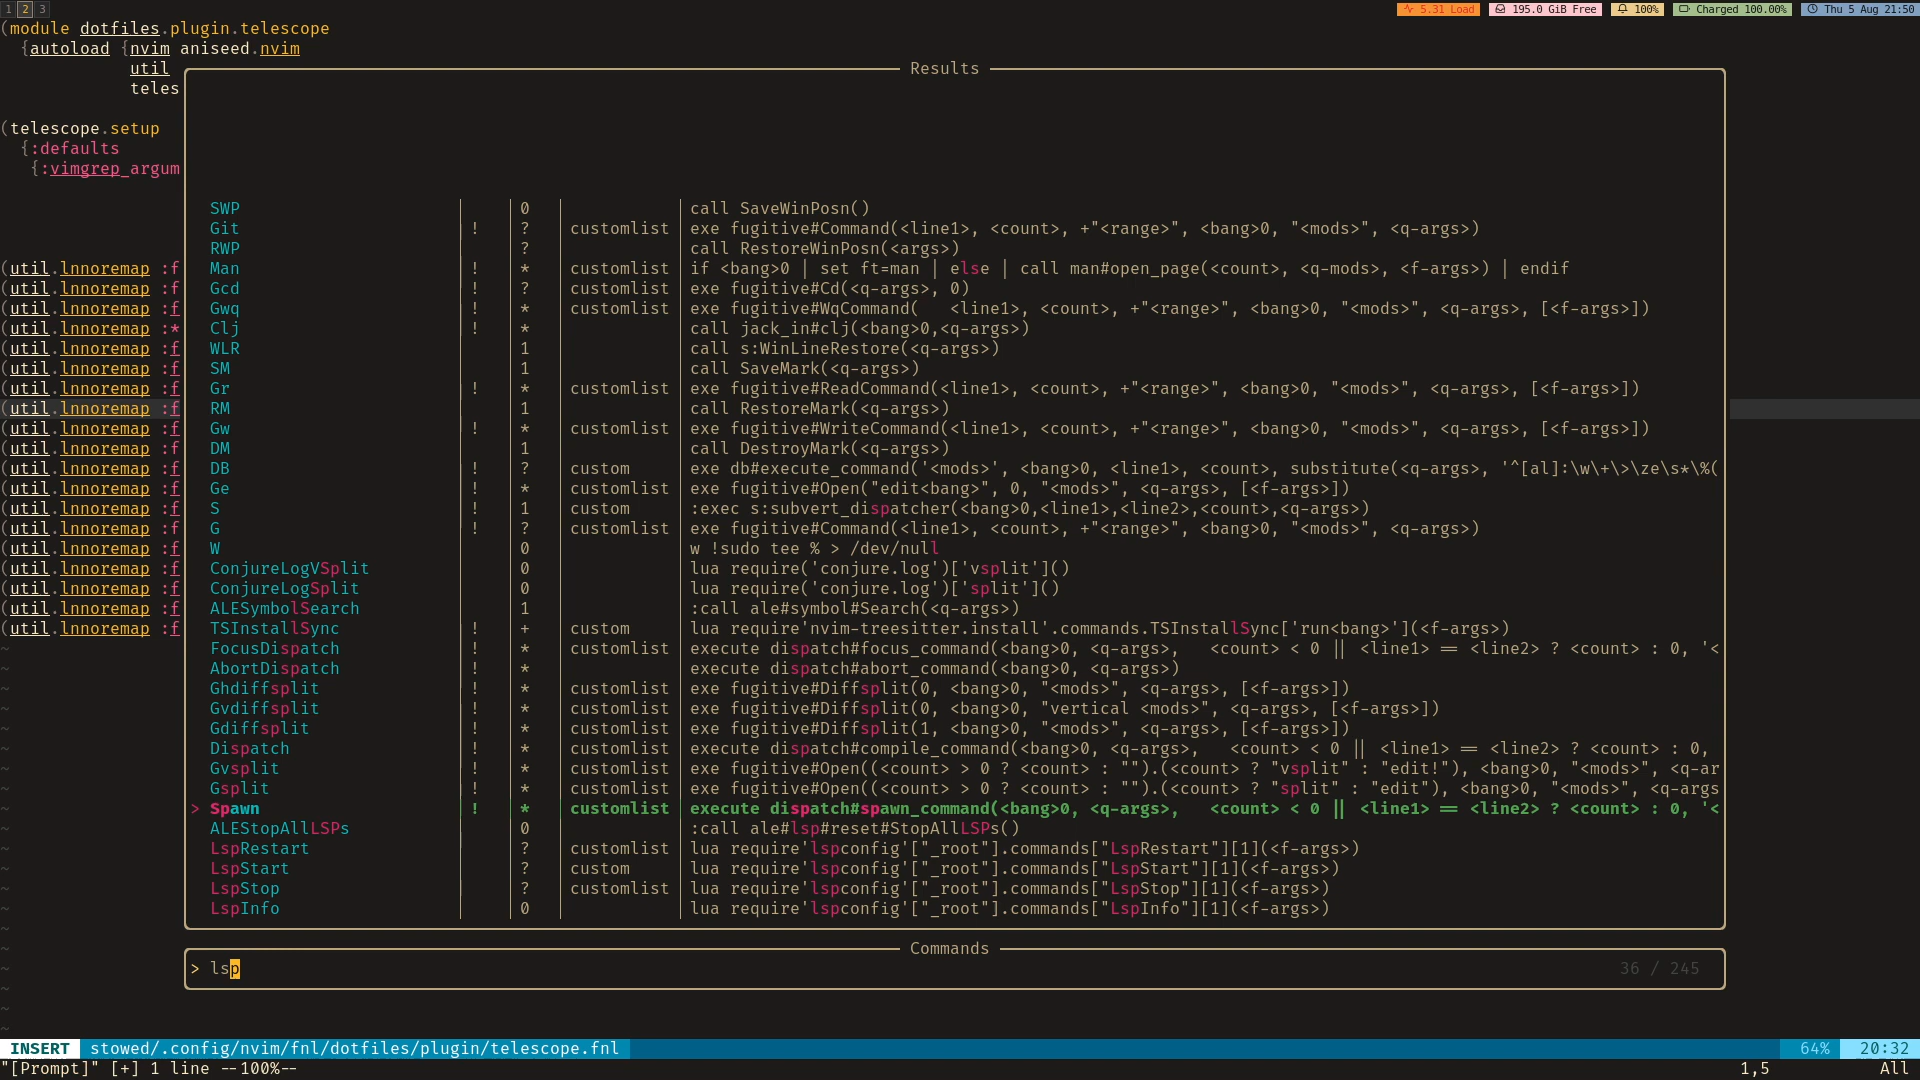 1 2 3 5.31 Load 195.0 GiB Free 100% Charged 100.00% Thu 5 Aug 21:50
(module dotfiles.plugin.telescope
{autoload {nvim aniseed.nvim
util
teles
Results
(telescope.setup
{:defaults
{:vimgrep_argum
SWP 0 call SaveWinPosn()
Git ! ? customlist exe fugitive#Command(<line1>, <count>, +"<range>", <bang>0, "<mods>", <q-args>)
RWP ? call RestoreWinPosn(<args>)
(util.lnnoremap :f Man ! * customlist if <bang>0 | set ft=man | else | call man#open_page(<count>, <q-mods>, <f-args>) | endif
(util.lnnoremap :f Gcd ! ? customlist exe fugitive#Cd(<q-args>, 0)
(util.lnnoremap :f Gwq ! * customlist exe fugitive#WqCommand(   <line1>, <count>, +"<range>", <bang>0, "<mods>", <q-args>, [<f-args>])
(util.lnnoremap :* Clj ! * call jack_in#clj(<bang>0,<q-args>)
(util.lnnoremap :f WLR 1 call s:WinLineRestore(<q-args>)
(util.lnnoremap :f SM 1 call SaveMark(<q-args>)
(util.lnnoremap :f Gr ! * customlist exe fugitive#ReadCommand(<line1>, <count>, +"<range>", <bang>0, "<mods>", <q-args>, [<f-args>])
(util.lnnoremap :f RM 1 call RestoreMark(<q-args>)
(util.lnnoremap :f Gw ! * customlist exe fugitive#WriteCommand(<line1>, <count>, +"<range>", <bang>0, "<mods>", <q-args>, [<f-args>])
(util.lnnoremap :f DM 1 call DestroyMark(<q-args>)
(util.lnnoremap :f DB ! ? custom exe db#execute_command('<mods>', <bang>0, <line1>, <count>, substitute(<q-args>, '^[al]:\w\+\>\ze\s*\%(
(util.lnnoremap :f Ge ! * customlist exe fugitive#Open("edit<bang>", 0, "<mods>", <q-args>, [<f-args>])
(util.lnnoremap :f S ! 1 custom :exec s:subvert_dispatcher(<bang>0,<line1>,<line2>,<count>,<q-args>)
(util.lnnoremap :f G ! ? customlist exe fugitive#Command(<line1>, <count>, +"<range>", <bang>0, "<mods>", <q-args>)
(util.lnnoremap :f W 0 w !sudo tee % > /dev/null
(util.lnnoremap :f ConjureLogVSplit 0 lua require('conjure.log')['vsplit']()
(util.lnnoremap :f ConjureLogSplit 0 lua require('conjure.log')['split']()
(util.lnnoremap :f ALESymbolSearch 1 :call ale#symbol#Search(<q-args>)
(util.lnnoremap :f TSInstallSync ! + custom lua require'nvim-treesitter.install'.commands.TSInstallSync['run<bang>'](<f-args>)
~ FocusDispatch ! * customlist execute dispatch#focus_command(<bang>0, <q-args>,   <count> < 0 || <line1> == <line2> ? <count> : 0, '<
~ AbortDispatch ! * execute dispatch#abort_command(<bang>0, <q-args>)
~ Ghdiffsplit ! * customlist exe fugitive#Diffsplit(0, <bang>0, "<mods>", <q-args>, [<f-args>])
~ Gvdiffsplit ! * customlist exe fugitive#Diffsplit(0, <bang>0, "vertical <mods>", <q-args>, [<f-args>])
~ Gdiffsplit ! * customlist exe fugitive#Diffsplit(1, <bang>0, "<mods>", <q-args>, [<f-args>])
~ Dispatch ! * customlist execute dispatch#compile_command(<bang>0, <q-args>,   <count> < 0 || <line1> == <line2> ? <count> : 0,
~ Gvsplit ! * customlist exe fugitive#Open((<count> > 0 ? <count> : "").(<count> ? "vsplit" : "edit!"), <bang>0, "<mods>", <q-ar
~ Gsplit ! * customlist exe fugitive#Open((<count> > 0 ? <count> : "").(<count> ? "split" : "edit"), <bang>0, "<mods>", <q-args
~ > Spawn ! * customlist execute dispatch#spawn_command(<bang>0, <q-args>,   <count> < 0 || <line1> == <line2> ? <count> : 0, '<
~ ALEStopAllLSPs 0 :call ale#lsp#reset#StopAllLSPs()
~ LspRestart ? customlist lua require'lspconfig'["_root"].commands["LspRestart"][1](<f-args>)
~ LspStart ? custom lua require'lspconfig'["_root"].commands["LspStart"][1](<f-args>)
~ LspStop ? customlist lua require'lspconfig'["_root"].commands["LspStop"][1](<f-args>)
~ LspInfo 0 lua require'lspconfig'["_root"].commands["LspInfo"][1](<f-args>)
~
~ Commands
~ > lsp 36 / 245
~
~
~
INSERT stowed/.config/nvim/fnl/dotfiles/plugin/telescope.fnl 64% 20:32
"[Prompt]" [+] 1 line --100%-- 1,5 All